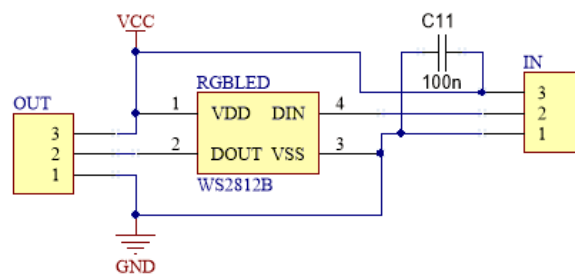 VCC
C11
100n
IN
3
2
1
RGBLED
1 VDD DIN 4
2 DOUT VSS 3
WS2812B
OUT
3
2
1
GND